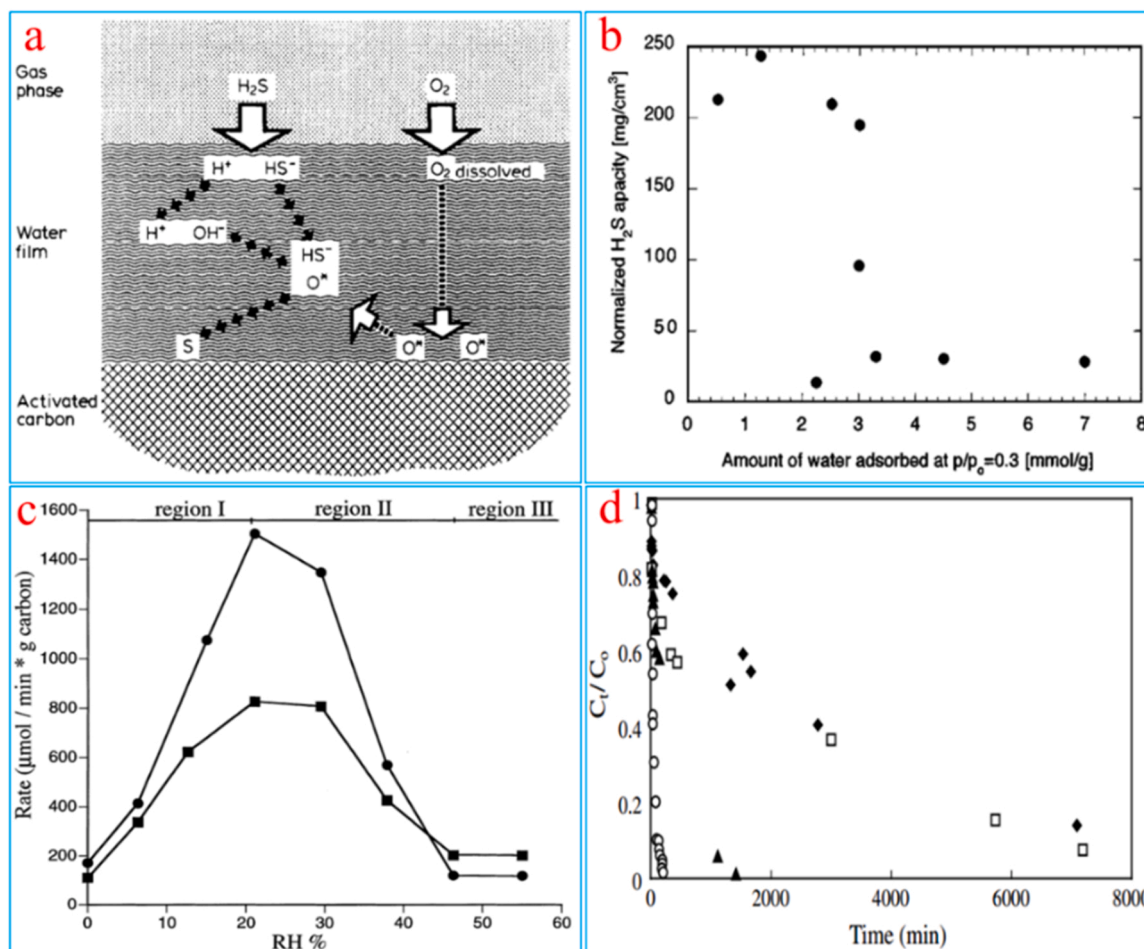 a
Gas
phase
H₂S
O₂
H⁺ HS⁻
O₂ dissolved
Water
film
H⁺ OH⁻
HS⁻
O*
S
O* O*
Activated
carbon
b
Normalized H₂S apacity [mg/cm³]
250
200
150
100
50
0
0 1 2 3 4 5 6 7 8
Amount of water adsorbed at p/p₀=0.3 [mmol/g]
c
region I region II region III
Rate (μmol / min * g carbon)
1600
1400
1200
1000
800
600
400
200
0
0 10 20 30 40 50 60
RH %
d
Cₜ/Cₒ
1
0.8
0.6
0.4
0.2
0
0 2000 4000 6000 8000
Time (min)